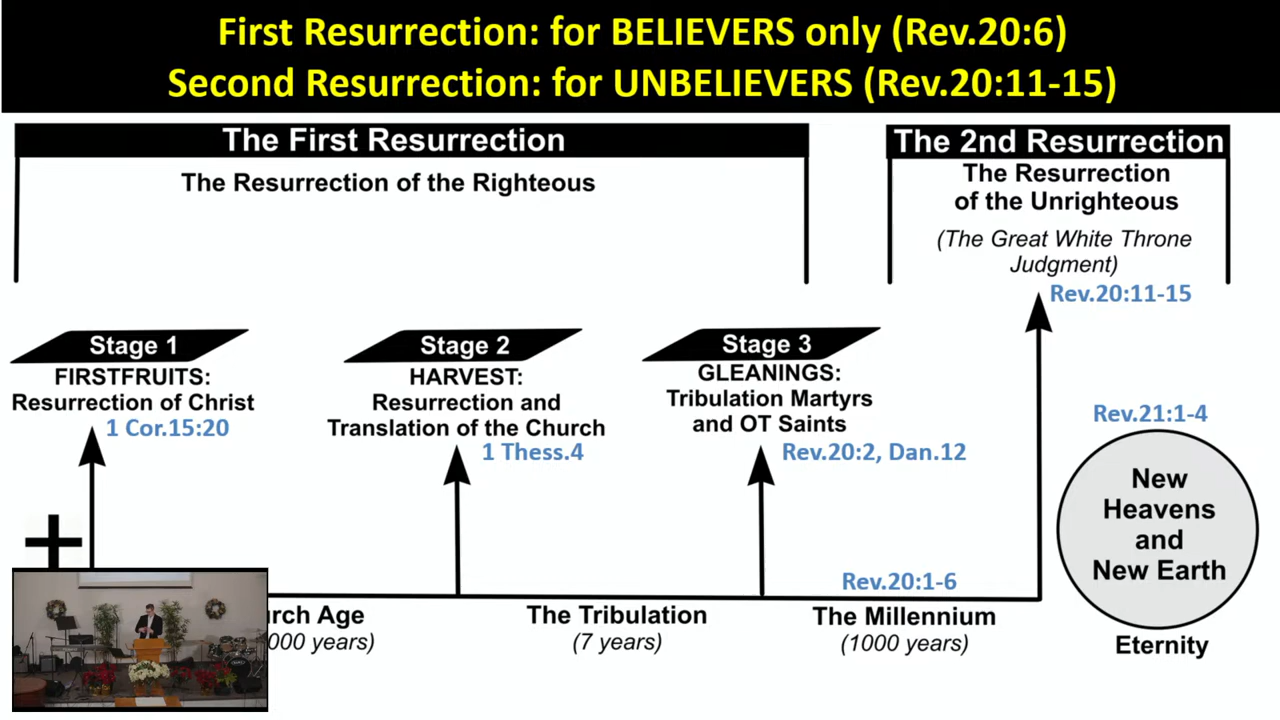 First Resurrection: for BELIEVERS only (Rev.20:6)
Second Resurrection: for UNBELIEVERS (Rev.20:11-15)
The First Resurrection
The Resurrection of the Righteous
The 2nd Resurrection
The Resurrection
of the Unrighteous
(The Great White Throne
Judgment)
Rev.20:11-15
Stage 1
FIRSTFRUITS:
Resurrection of Christ
1 Cor.15:20
Stage 2
HARVEST:
Resurrection and
Translation of the Church
1 Thess.4
Stage 3
GLEANINGS:
Tribulation Martyrs
and OT Saints
Rev.20:2, Dan.12
Rev.21:1-4
New
Heavens
and
New Earth
Eternity
rch Age
000 years)
The Tribulation
(7 years)
Rev.20:1-6
The Millennium
(1000 years)